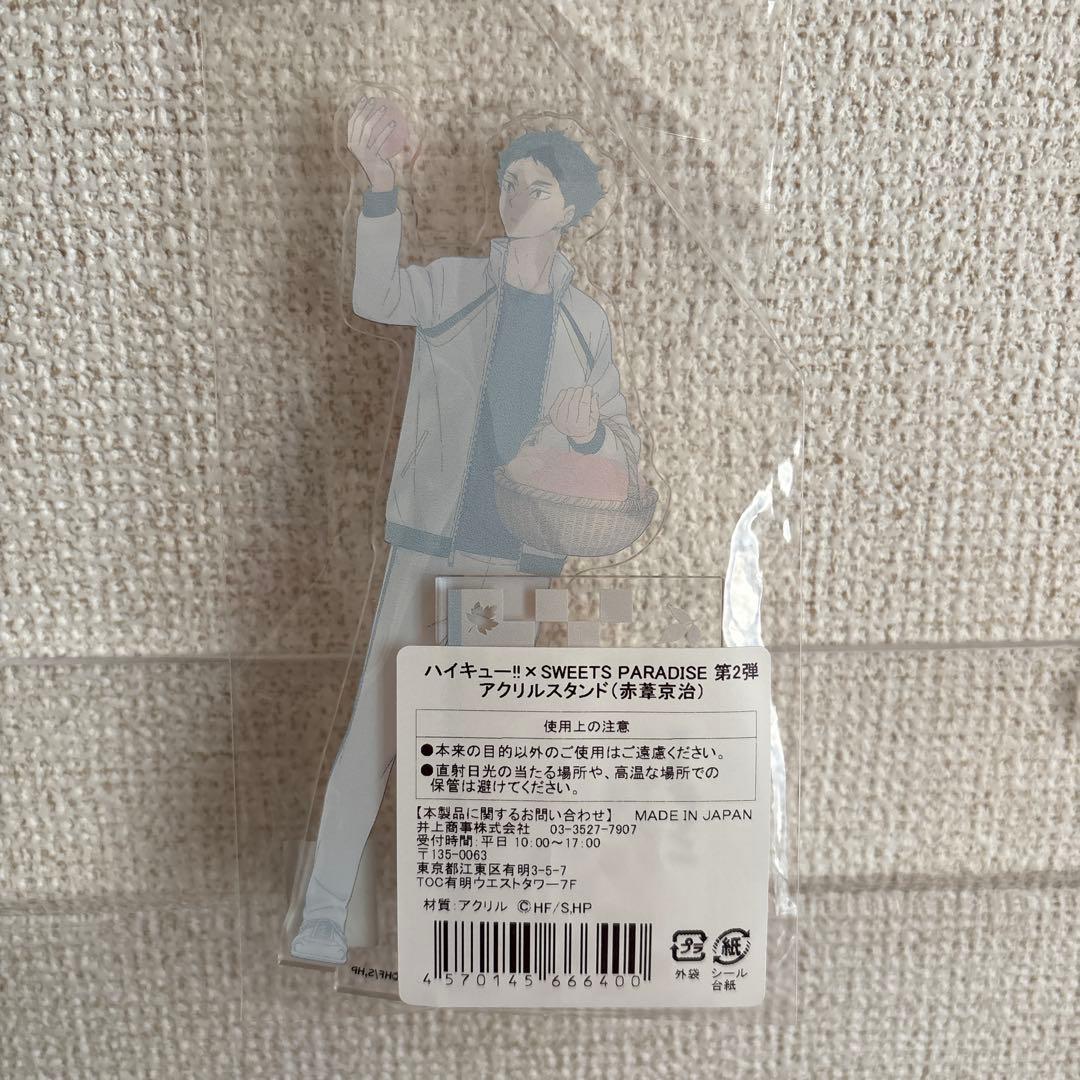 ハイキュー!!×SWEETS PARADISE 第2弾
アクリルスタンド(赤葦京治)
使用上の注意
●本来の目的以外のご使用はご遠慮ください。
●直射日光の当たる場所や、高温な場所での
保管は避けてください。
【本製品に関するお問い合わせ】 MADE IN JAPAN
井上商事株式会社 03-3527-7907
受付時間:平日 10:00～17:00
〒135-0063
東京都江東区有明3-5-7
TOC有明ウエストタワー7F
材質:アクリル ©HF/S,HP
4 570145 666400
プラ
外袋
紙
シール
台紙
©HF/S,HP